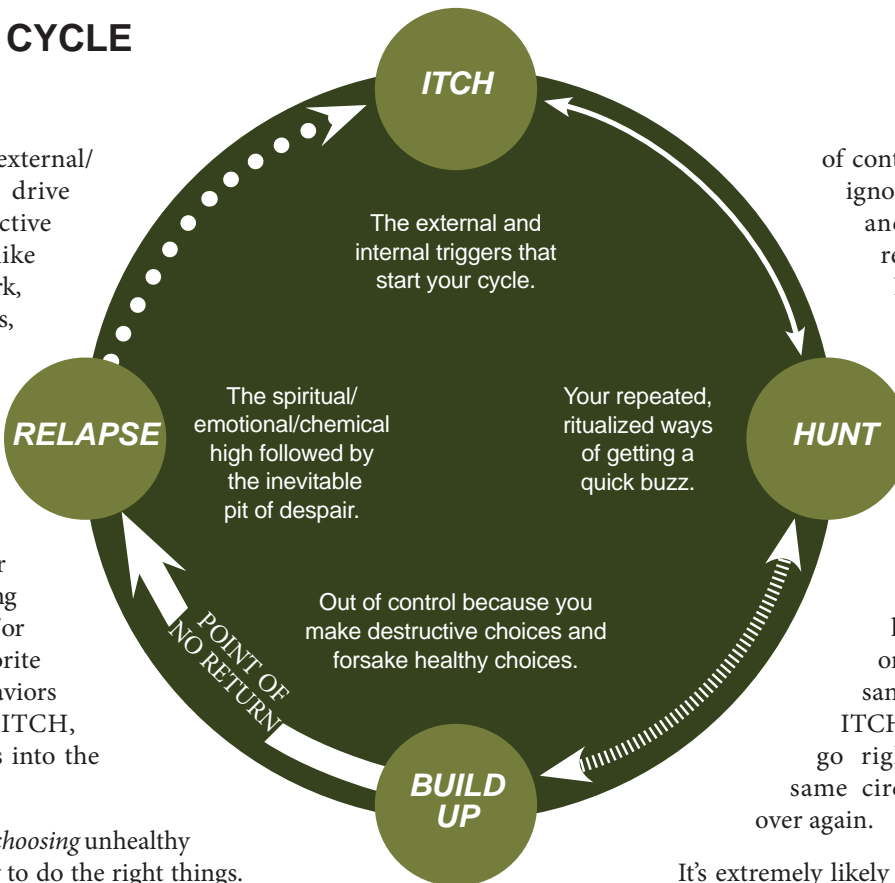 CYCLE
external/
drive
ctive
ike
rk,
s,
r
ng
or
orite
aviors
ITCH,
s into the
choosing unhealthy
to do the right things.
ITCH
The external and
internal triggers that
start your cycle.
HUNT
Your repeated,
ritualized ways
of getting a
quick buzz.
BUILD
UP
Out of control because you
make destructive choices and
forsake healthy choices.
POINT OF
NO RETURN
RELAPSE
The spiritual/
emotional/chemical
high followed by
the inevitable
pit of despair.
of cont
igno
and
re
or
sam
ITCH
go righ
same circ
over again.
It's extremely likely